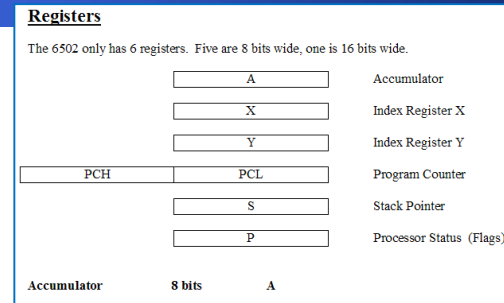 Registers
The 6502 only has 6 registers. Five are 8 bits wide, one is 16 bits wide.
A Accumulator
X Index Register X
Y Index Register Y
PCH PCL Program Counter
S Stack Pointer
P Processor Status (Flags)
Accumulator 8 bits A